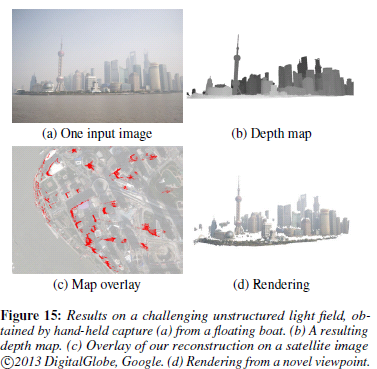 (a) One input image
(b) Depth map
(c) Map overlay
(d) Rendering
Figure 15: Results on a challenging unstructured light field, ob-
tained by hand-held capture (a) from a floating boat. (b) A resulting
depth map. (c) Overlay of our reconstruction on a satellite image
©2013 DigitalGlobe, Google. (d) Rendering from a novel viewpoint.